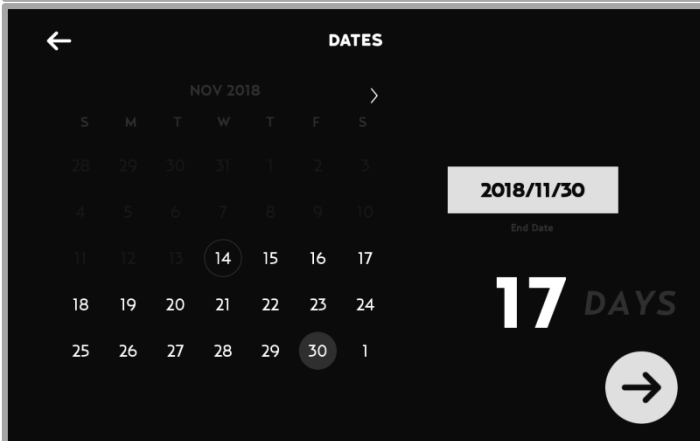 DATES
NOV 2018
S M T W T F S
28 29 30 31 1 2 3
4 5 6 7 8 9 10
11 12 13 14 15 16 17
18 19 20 21 22 23 24
25 26 27 28 29 30 1
2018/11/30
End Date
17 DAYS